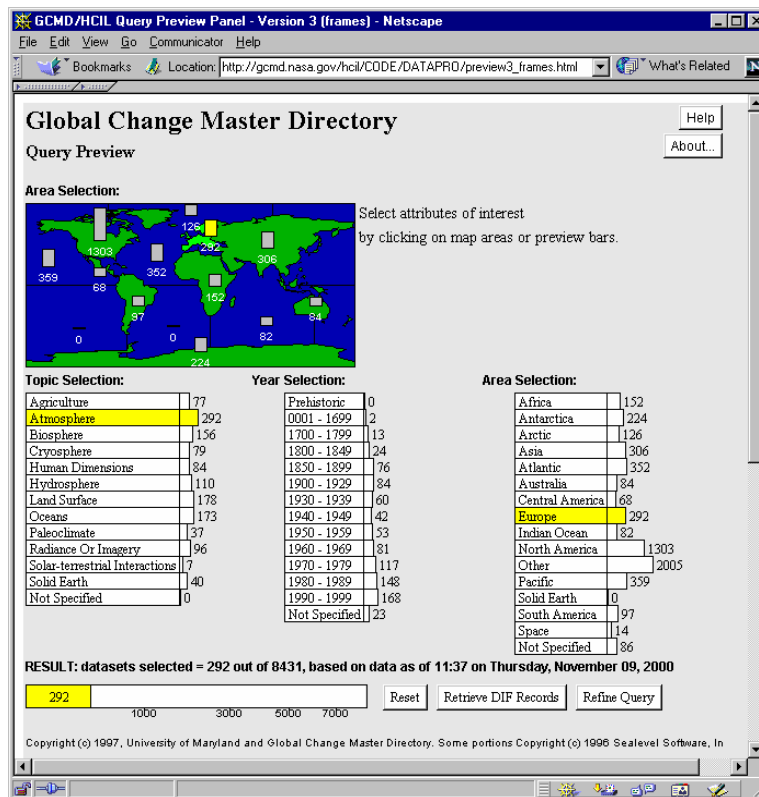 GCMD/HCIL Query Preview Panel - Version 3 (frames) - Netscape
File Edit View Go Communicator Help
Bookmarks Location: http://gcmd.nasa.gov/hcil/CODE/DATAPRO/preview3_frames.html What's Related N
Global Change Master Directory Help
Query Preview About...
Area Selection:
Select attributes of interest
by clicking on map areas or preview bars.
126
1303 292
359 352 306
68
152
97 84
0 0 82
224
Topic Selection: Year Selection: Area Selection:
Agriculture 77 Prehistoric 0 Africa 152
Atmosphere 292 0001 - 1699 2 Antarctica 224
Biosphere 156 1700 - 1799 13 Arctic 126
Cryosphere 79 1800 - 1849 24 Asia 306
Human Dimensions 84 1850 - 1899 76 Atlantic 352
Hydrosphere 110 1900 - 1929 84 Australia 84
Land Surface 178 1930 - 1939 60 Central America 68
Oceans 173 1940 - 1949 42 Europe 292
Paleoclimate 37 1950 - 1959 53 Indian Ocean 82
Radiance Or Imagery 96 1960 - 1969 81 North America 1303
Solar-terrestrial Interactions 7 1970 - 1979 117 Other 2005
Solid Earth 40 1980 - 1989 148 Pacific 359
Not Specified 0 1990 - 1999 168 Solid Earth 0
Not Specified 23 South America 97
Space 14
Not Specified 86
RESULT: datasets selected = 292 out of 8431, based on data as of 11:37 on Thursday, November 09, 2000
292 Reset Retrieve DIF Records Refine Query
1000 3000 5000 7000
Copyright (c) 1997, University of Maryland and Global Change Master Directory. Some portions Copyright (c) 1996 Sealevel Software, In